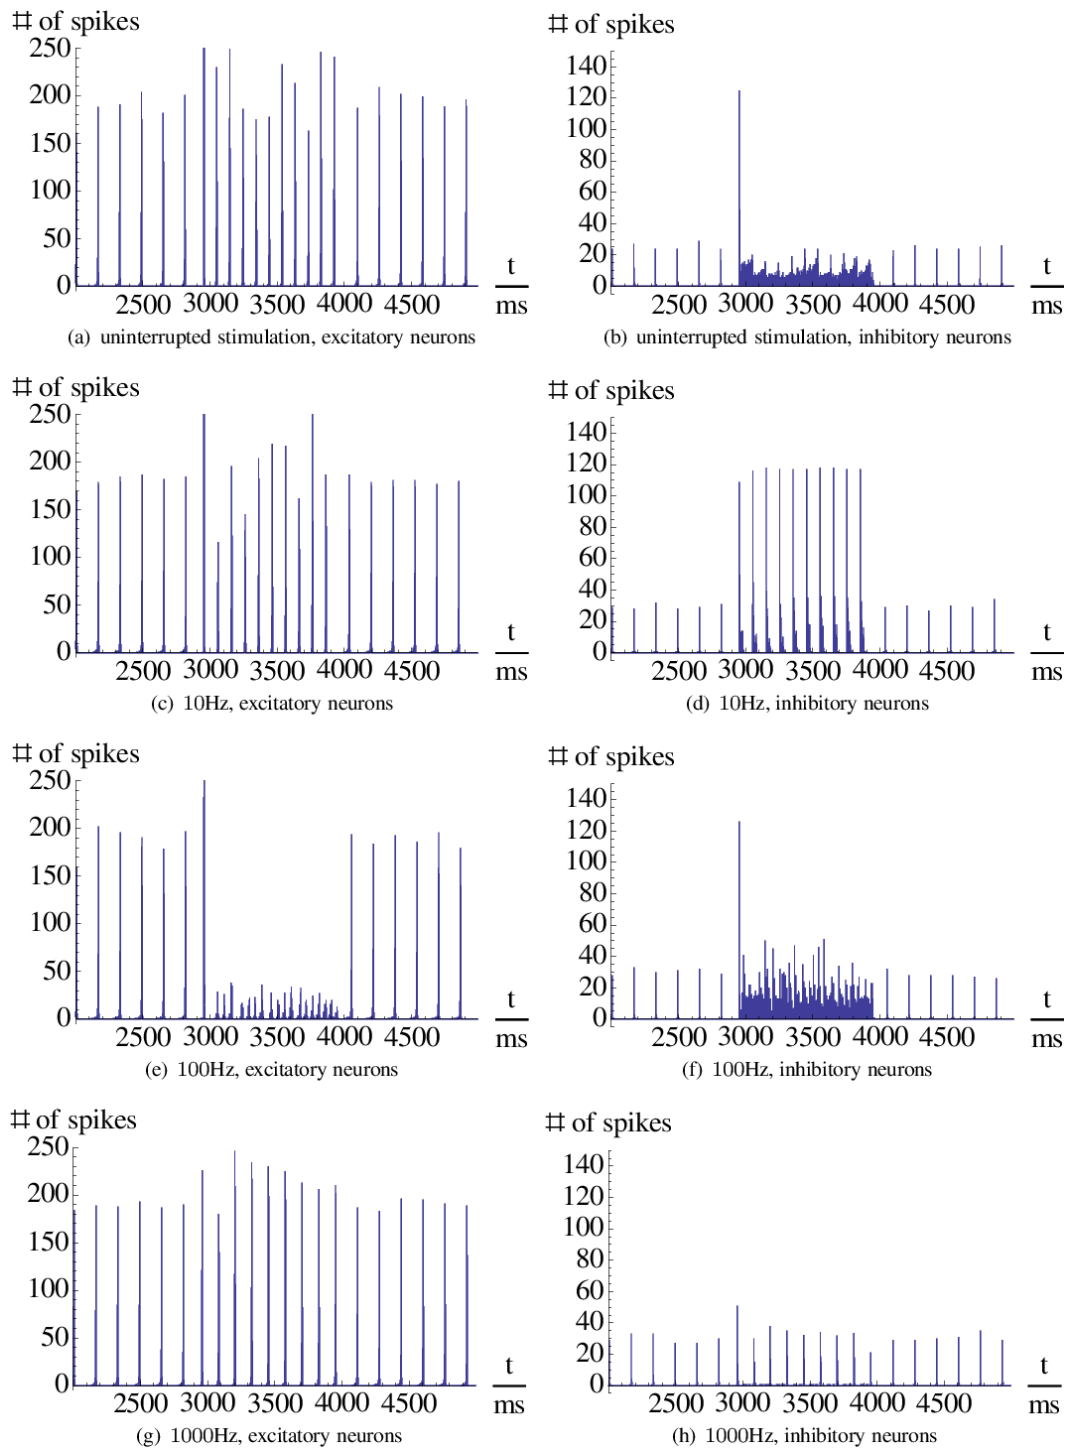 # of spikes
250
200
150
100
50
0
2500 3000 3500 4000 4500
t
ms
(a) uninterrupted stimulation, excitatory neurons
# of spikes
140
120
100
80
60
40
20
0
2500 3000 3500 4000 4500
t
ms
(b) uninterrupted stimulation, inhibitory neurons
# of spikes
250
200
150
100
50
0
2500 3000 3500 4000 4500
t
ms
(c) 10Hz, excitatory neurons
# of spikes
140
120
100
80
60
40
20
0
2500 3000 3500 4000 4500
t
ms
(d) 10Hz, inhibitory neurons
# of spikes
250
200
150
100
50
0
2500 3000 3500 4000 4500
t
ms
(e) 100Hz, excitatory neurons
# of spikes
140
120
100
80
60
40
20
0
2500 3000 3500 4000 4500
t
ms
(f) 100Hz, inhibitory neurons
# of spikes
250
200
150
100
50
0
2500 3000 3500 4000 4500
t
ms
(g) 1000Hz, excitatory neurons
# of spikes
140
120
100
80
60
40
20
0
2500 3000 3500 4000 4500
t
ms
(h) 1000Hz, inhibitory neurons